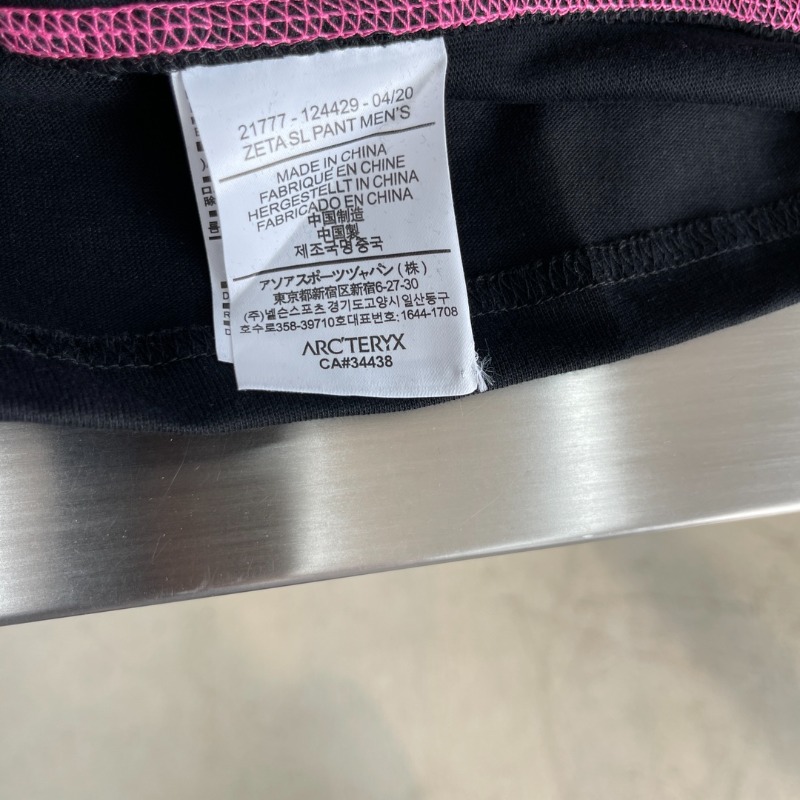 21777 - 124429 - 04/20
ZETA SL PANT MEN'S
MADE IN CHINA
FABRIQUE EN CHINE
HERGESTELLT IN CHINA
FABRICADO EN CHINA
中国制造
中国製
제조국명중국
アソアスポーツヅャパン(株)
東京都新宿区新宿6-27-30
(주)넬슨스포츠경기도고양시일산동구
호수로358-39710호대표번호:1644-1708
ARC'TERYX
CA#34438